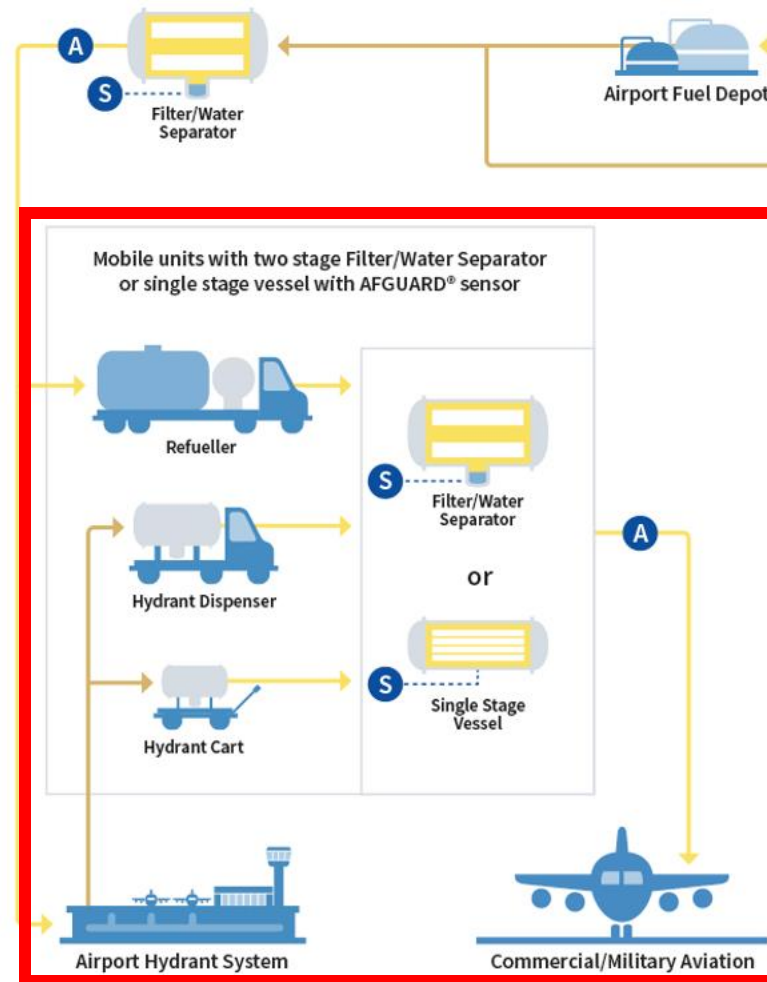 A
S
Filter/Water
Separator
Airport Fuel Depot
Mobile units with two stage Filter/Water Separator
or single stage vessel with AFGUARD® sensor
Refueller
S
Filter/Water
Separator
A
Hydrant Dispenser
or
S
Single Stage
Vessel
Hydrant Cart
Airport Hydrant System
Commercial/Military Aviation